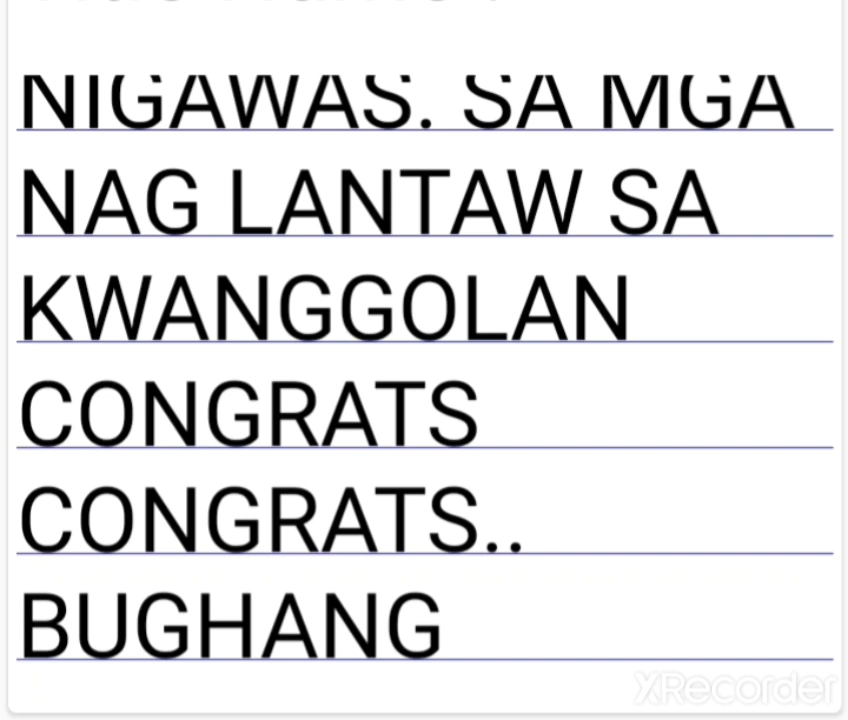 NIGAWAS. SA MGA
NAG LANTAW SA
KWANGGOLAN
CONGRATS
CONGRATS..
BUGHANG
XRecorder